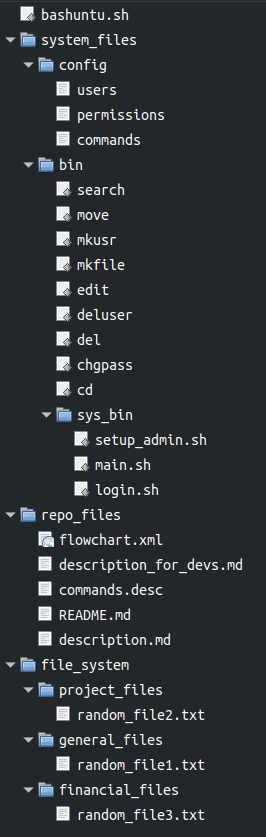 bashuntu.sh
system_files
config
users
permissions
commands
bin
search
move
mkusr
mkfile
edit
deluser
del
chgpass
cd
sys_bin
setup_admin.sh
main.sh
login.sh
repo_files
flowchart.xml
description_for_devs.md
commands.desc
README.md
description.md
file_system
project_files
random_file2.txt
general_files
random_file1.txt
financial_files
random_file3.txt